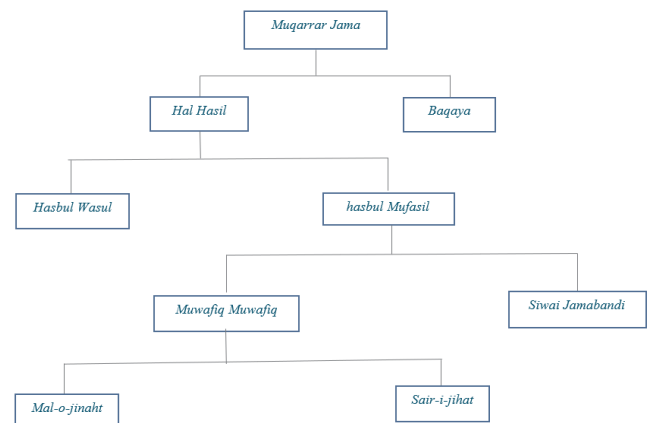 Muqarrar Jama
Hal Hasil
Baqaya
Hasbul Wasul
hasbul Mufasil
Muwafiq Muwafiq
Siwai Jamabandi
Mal-o-jinaht
Sair-i-jihat